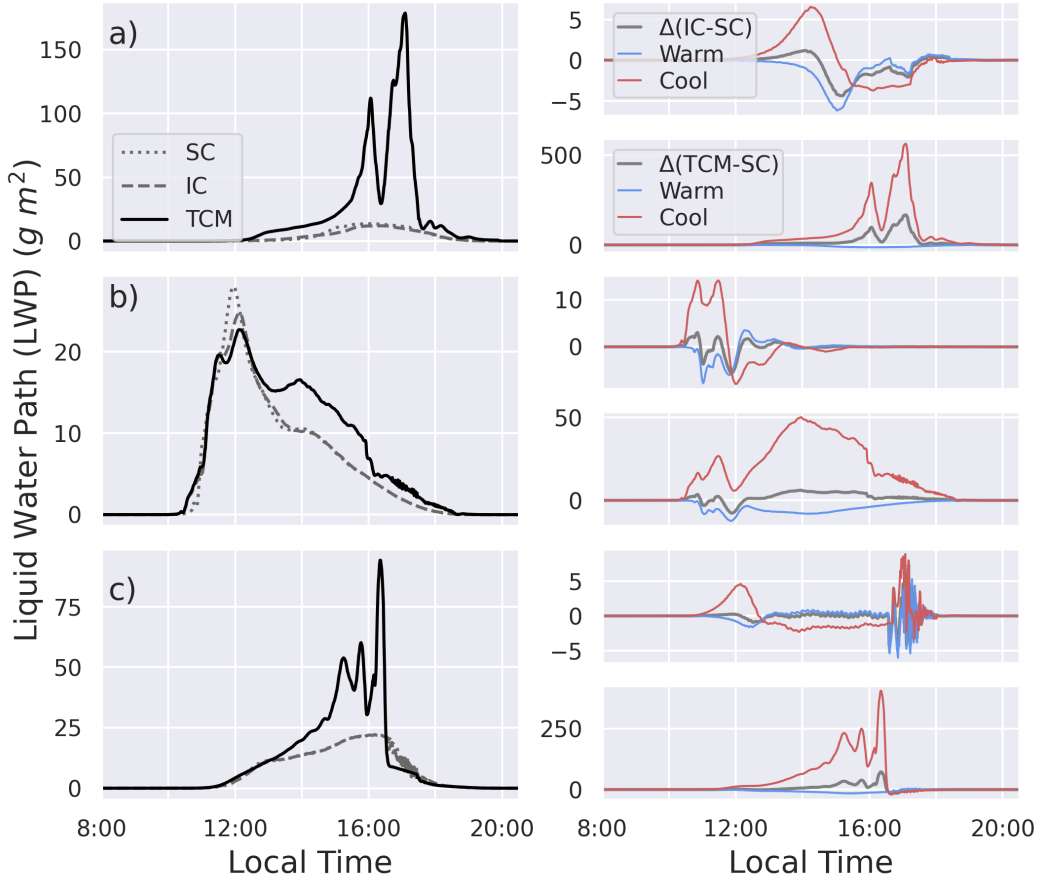 Liquid Water Path (LWP) (g m²)
a)
150
100
50
0
SC
IC
TCM
5
0
−5
Δ(IC-SC)
Warm
Cool
500
0
Δ(TCM-SC)
Warm
Cool
b)
20
10
0
10
0
50
0
c)
75
50
25
0
5
0
−5
250
0
8:00
12:00
16:00
20:00
Local Time
8:00
12:00
16:00
20:00
Local Time